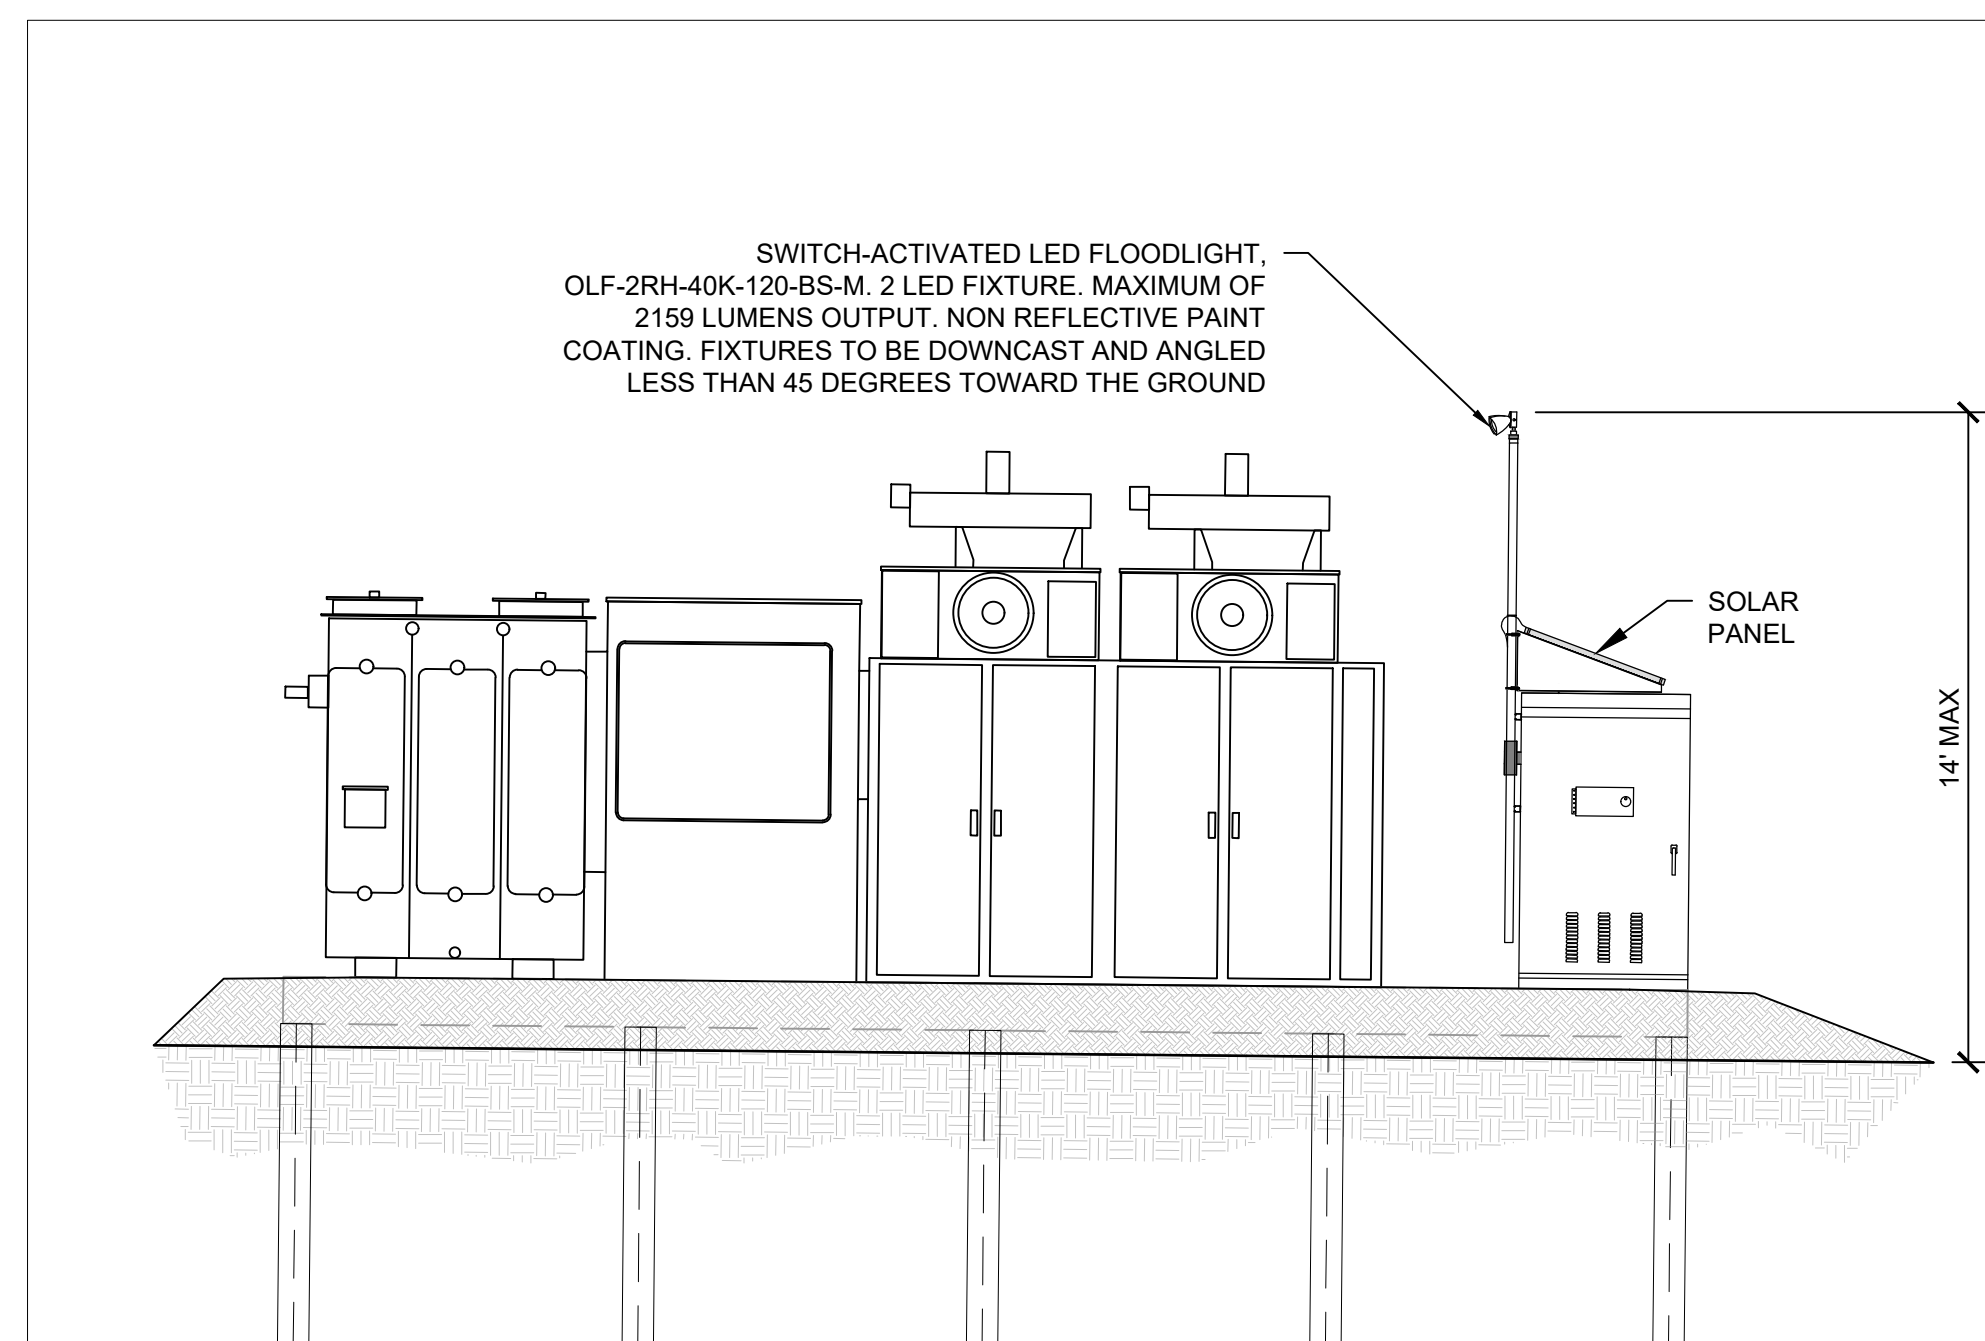 SWITCH-ACTIVATED LED FLOODLIGHT,
OLF-2RH-40K-120-BS-M. 2 LED FIXTURE. MAXIMUM OF
2159 LUMENS OUTPUT. NON REFLECTIVE PAINT
COATING. FIXTURES TO BE DOWNCAST AND ANGLED
LESS THAN 45 DEGREES TOWARD THE GROUND
SOLAR
PANEL
14' MAX